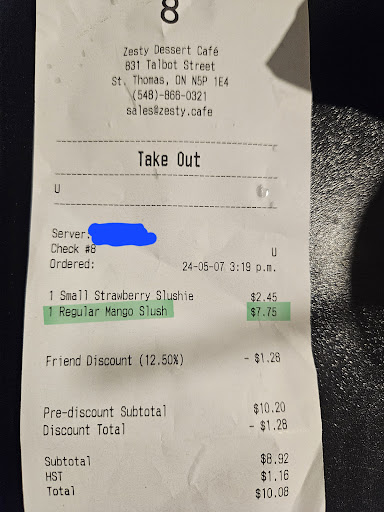 8
Zesty Dessert Café
831 Talbot Street
St. Thomas, ON N5P 1E4
(548)-866-0321
sales@zesty.cafe
Take Out
U
Server:
Check #8 U
Ordered: 24-05-07 3:19 p.m.
1 Small Strawberry Slushie $2.45
1 Regular Mango Slush $7.75
Friend Discount (12.50%) - $1.28
Pre-discount Subtotal $10.20
Discount Total - $1.28
Subtotal $8.92
HST $1.16
Total $10.08